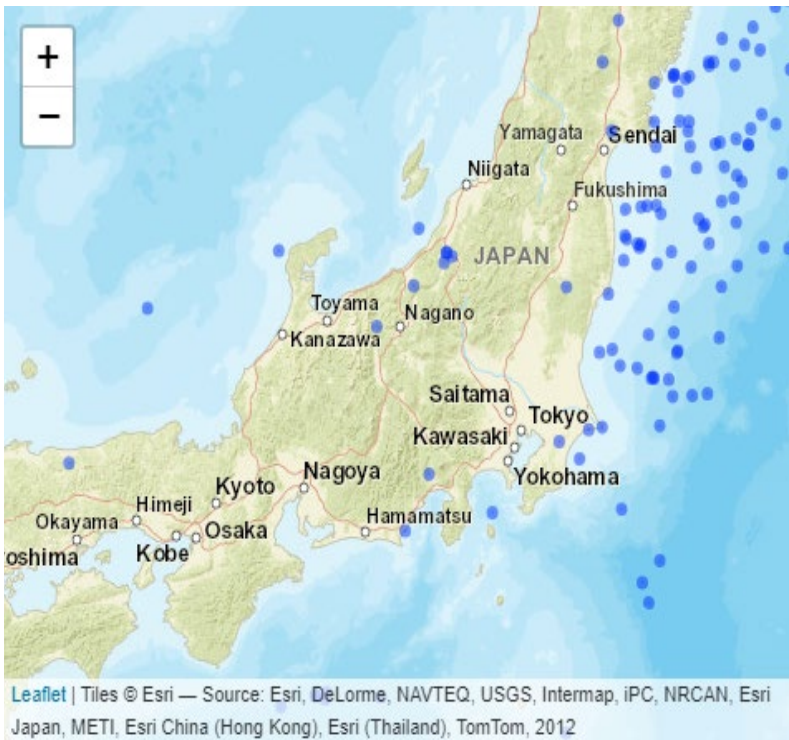 +
−
Yamagata
Sendai
Niigata
Fukushima
JAPAN
Toyama
Nagano
Kanazawa
Saitama
Tokyo
Kawasaki
Yokohama
Nagoya
Kyoto
Himeji
Okayama
Osaka
Hamamatsu
Kobe
roshima
Leaflet | Tiles © Esri — Source: Esri, DeLorme, NAVTEQ, USGS, Intermap, iPC, NRCAN, Esri
Japan, METI, Esri China (Hong Kong), Esri (Thailand), TomTom, 2012